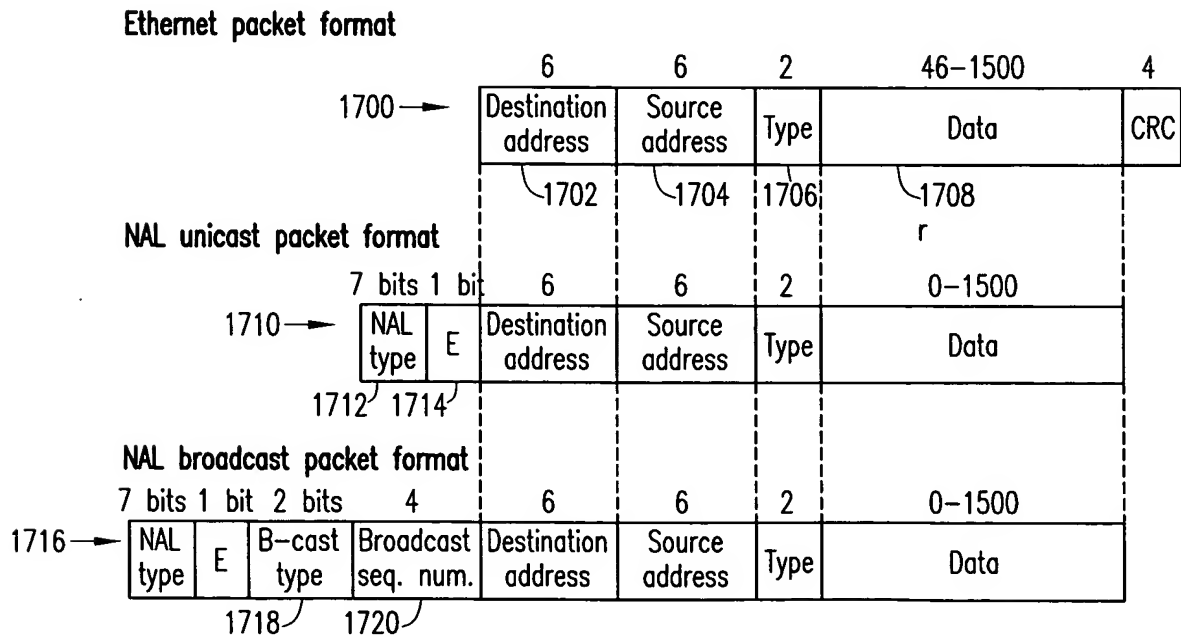 Ethernet packet format
6 6 2 46-1500 4
1700 Destination address Source address Type Data CRC
1702 1704 1706 1708
r
NAL unicast packet format
7 bits 1 bit 6 6 2 0-1500
1710 NAL type E Destination address Source address Type Data
1712 1714
NAL broadcast packet format
7 bits 1 bit 2 bits 4 6 6 2 0-1500
1716 NAL type E B-cast type Broadcast seq. num. Destination address Source address Type Data
1718 1720